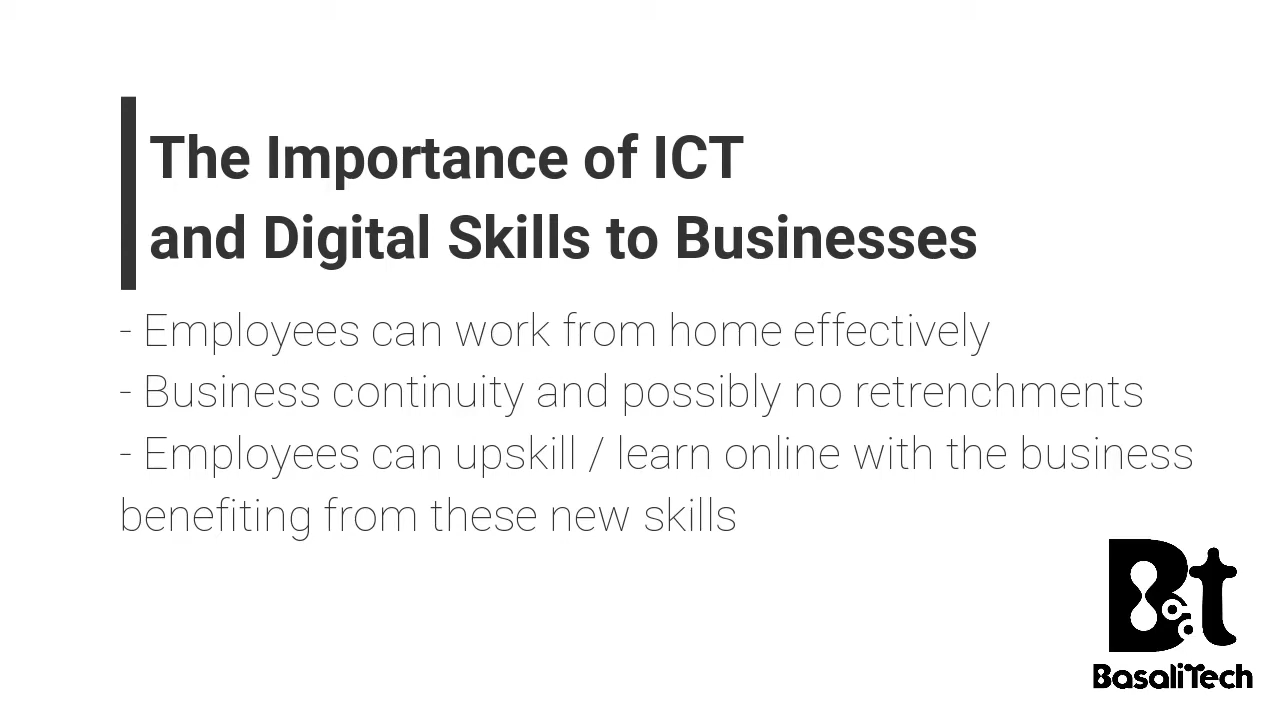 The Importance of ICT
and Digital Skills to Businesses
- Employees can work from home effectively
- Business continuity and possibly no retrenchments
- Employees can upskill / learn online with the business
benefiting from these new skills
Bt
BasaliTech